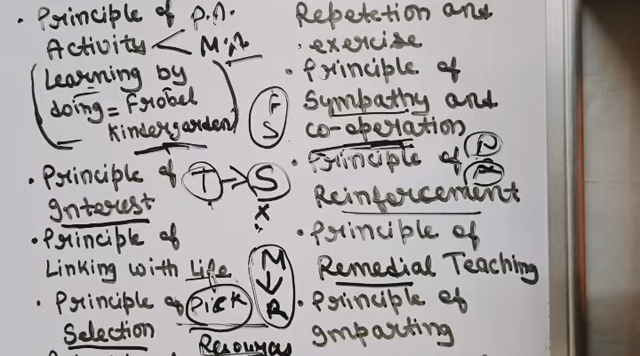 • Principle of P.A.
Activity < M.A.
(Learning by
doing = Frobel
kindergarden)
• Principle of
Interest
• Principle of
Linking with Life
• Principle of Pick
Selection
Resources
F
S
T → S
x
M
↓
R
Repetation and
exercise
• Principle of
Sympathy and
co-operation
• Principle of P
Reinforcement
• Principle of
Remedial Teaching
• Principle of
Imparting